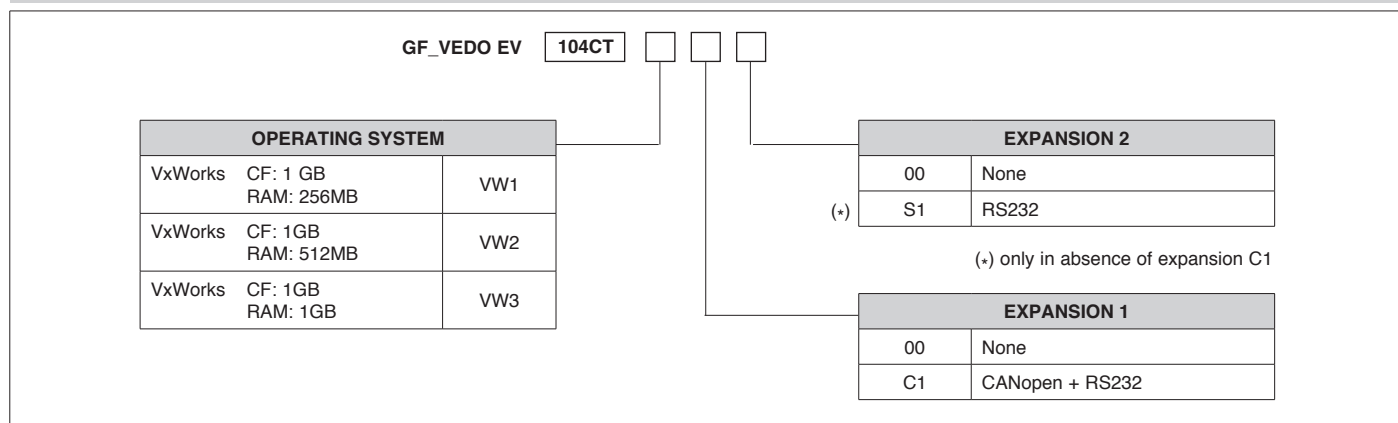 GF_VEDO EV 104CT
OPERATING SYSTEM
VxWorks CF: 1 GB
RAM: 256MB
VW1
VxWorks CF: 1GB
RAM: 512MB
VW2
VxWorks CF: 1GB
RAM: 1GB
VW3
EXPANSION 2
00 None
(*) S1 RS232
(*) only in absence of expansion C1
EXPANSION 1
00 None
C1 CANopen + RS232